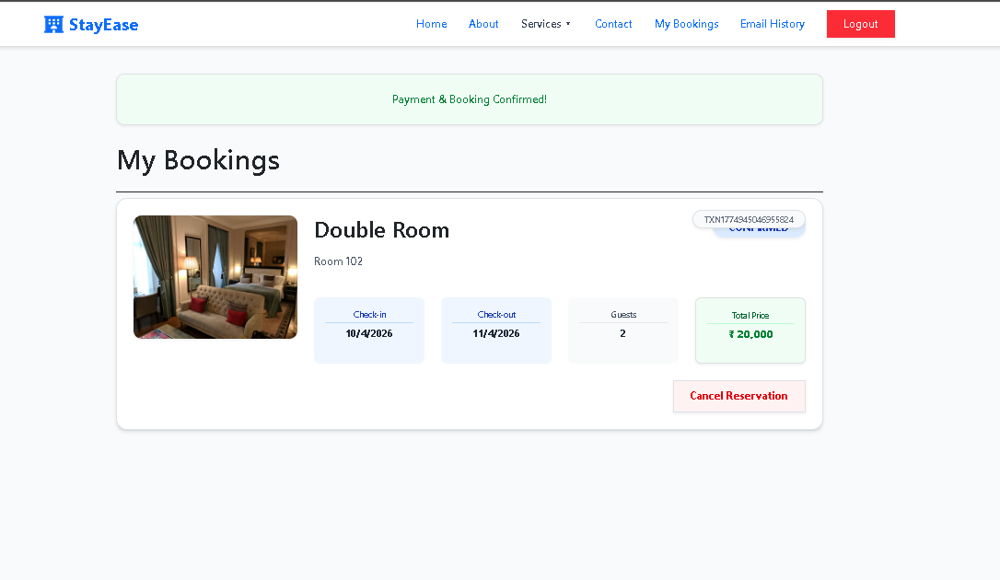 StayEase
Home About Services ▾ Contact My Bookings Email History Logout
Payment & Booking Confirmed!
My Bookings
Double Room
TXN1774945046955824
CONFIRMED
Room 102
Check-in
10/4/2026
Check-out
11/4/2026
Guests
2
Total Price
₹ 20,000
Cancel Reservation